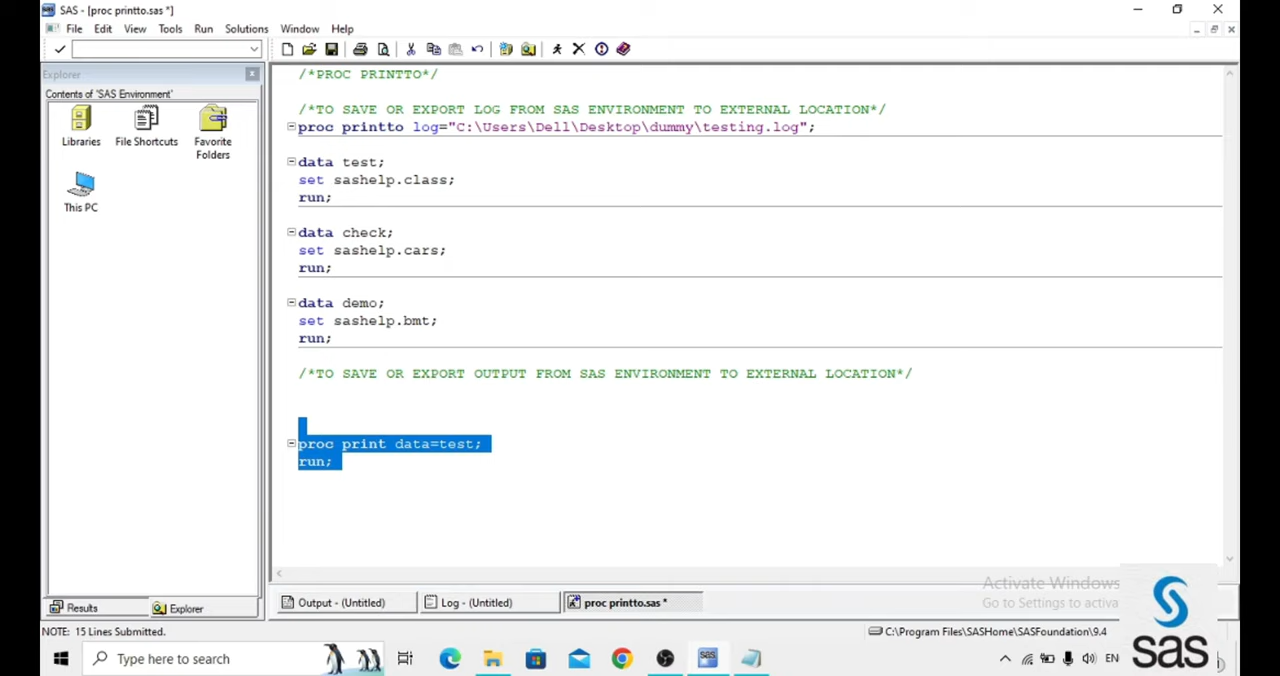 SAS - [proc printto.sas *]
File Edit View Tools Run Solutions Window Help
Explorer
Contents of 'SAS Environment'
Libraries File Shortcuts Favorite Folders
This PC
/*PROC PRINTTO*/
/*TO SAVE OR EXPORT LOG FROM SAS ENVIRONMENT TO EXTERNAL LOCATION*/
proc printto log="C:\Users\Dell\Desktop\dummy\testing.log";
data test;
set sashelp.class;
run;
data check;
set sashelp.cars;
run;
data demo;
set sashelp.bmt;
run;
/*TO SAVE OR EXPORT OUTPUT FROM SAS ENVIRONMENT TO EXTERNAL LOCATION*/
proc print data=test;
run;
Activate Windows
Go to Settings to activa
Results Explorer
Output - (Untitled) Log - (Untitled) proc printto.sas *
NOTE: 15 Lines Submitted.
C:\Program Files\SASHome\SASFoundation\9.4
Type here to search
EN
sas